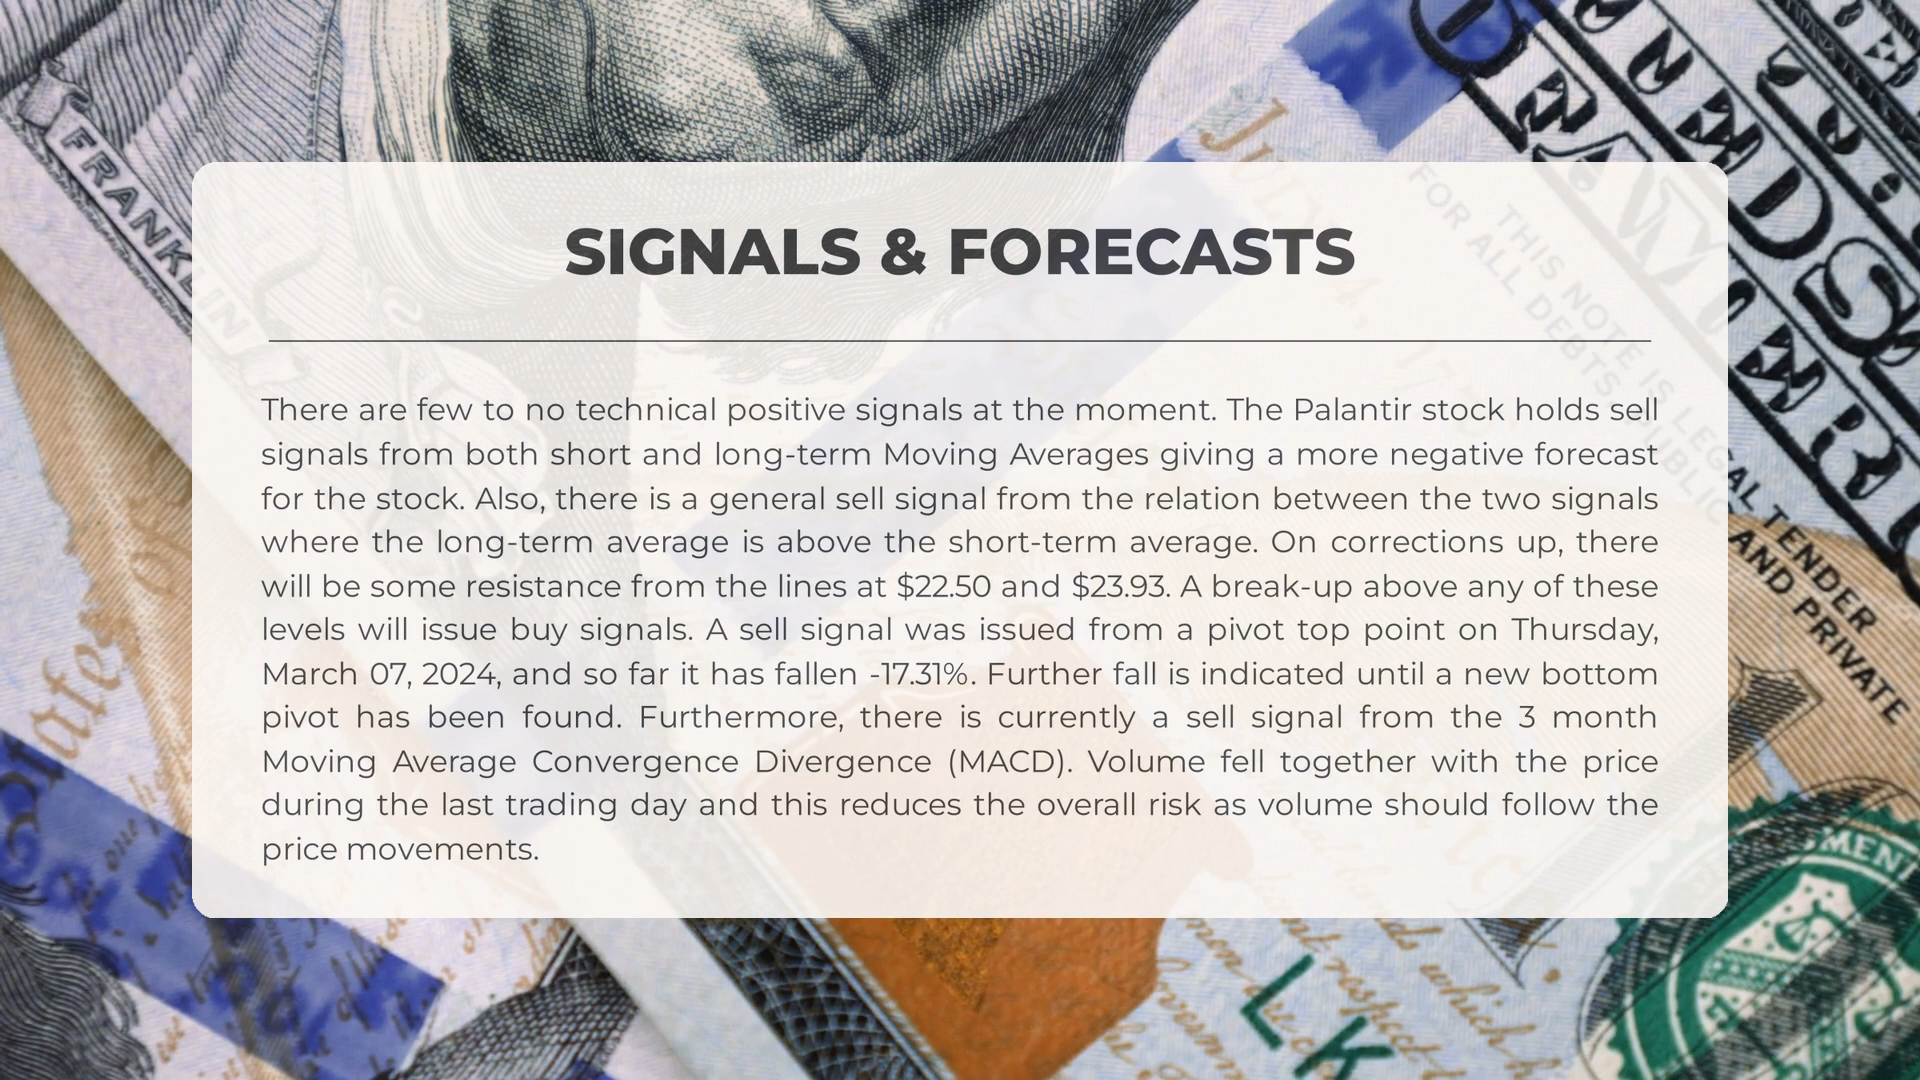 SIGNALS & FORECASTS
There are few to no technical positive signals at the moment. The Palantir stock holds sell
signals from both short and long-term Moving Averages giving a more negative forecast
for the stock. Also, there is a general sell signal from the relation between the two signals
where the long-term average is above the short-term average. On corrections up, there
will be some resistance from the lines at $22.50 and $23.93. A break-up above any of these
levels will issue buy signals. A sell signal was issued from a pivot top point on Thursday,
March 07, 2024, and so far it has fallen -17.31%. Further fall is indicated until a new bottom
pivot has been found. Furthermore, there is currently a sell signal from the 3 month
Moving Average Convergence Divergence (MACD). Volume fell together with the price
during the last trading day and this reduces the overall risk as volume should follow the
price movements.
FRANKLIN
JULY 4, 177
THIS NOTE IS LEGAL TENDER
FOR ALL DEBTS PUBLIC AND PRIVATE
LK